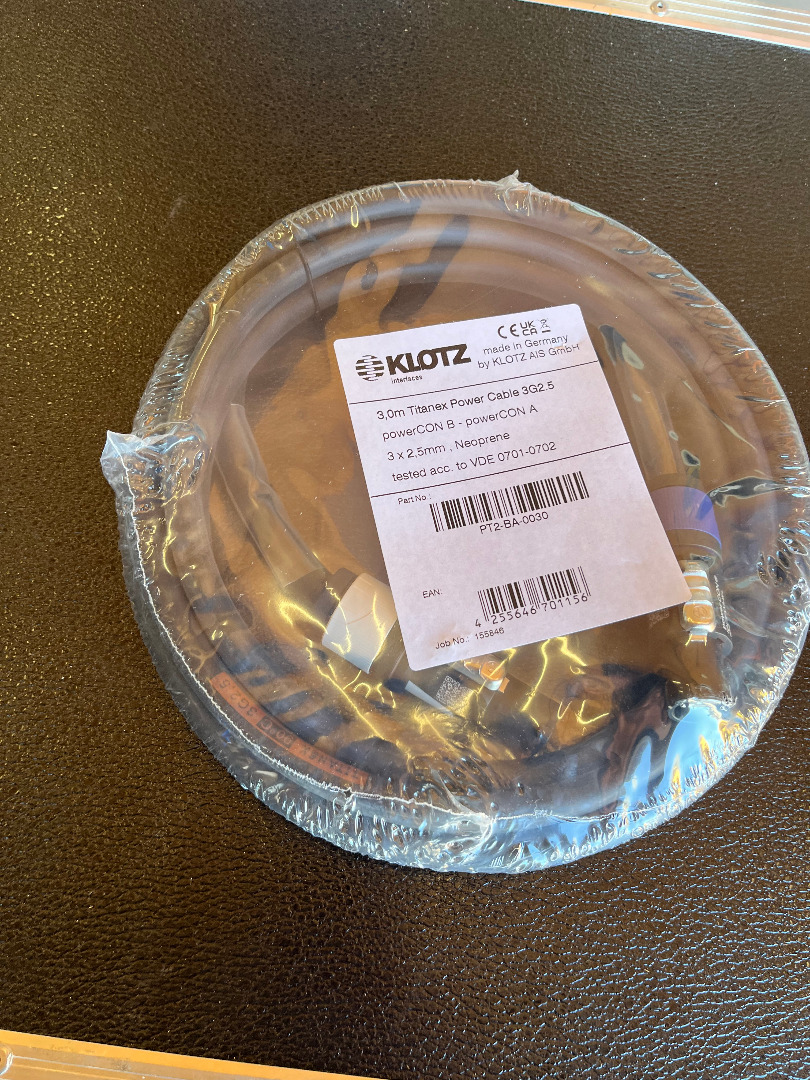 KLOTZ
interfaces
CE UK CA
made in Germany
by KLOTZ AIS GmbH
3,0m Titanex Power Cable 3G2.5
powerCON B - powerCON A
3 x 2,5mm , Neoprene
tested acc. to VDE 0701-0702
Part No.:
PT2-BA-0030
EAN:
4 255646 701156
Job No.: 155846
3G2.5